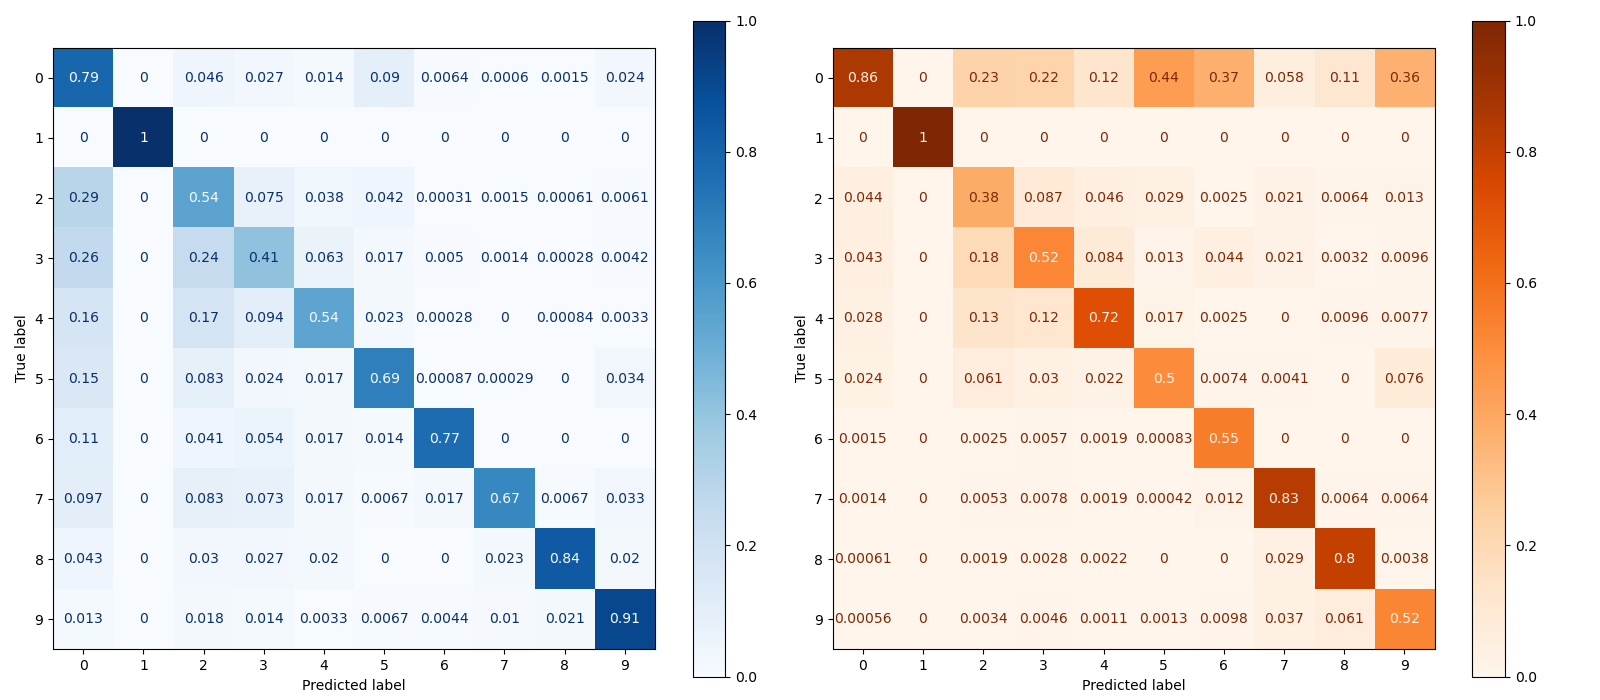 1.0
0 0.79 0 0.046 0.027 0.014 0.09 0.0064 0.0006 0.0015 0.024
1 0 1 0 0 0 0 0 0 0 0
0.8
2 0.29 0 0.54 0.075 0.038 0.042 0.00031 0.0015 0.00061 0.0061
3 0.26 0 0.24 0.41 0.063 0.017 0.005 0.0014 0.00028 0.0042
0.6
4 0.16 0 0.17 0.094 0.54 0.023 0.00028 0 0.00084 0.0033
True label
5 0.15 0 0.083 0.024 0.017 0.69 0.00087 0.00029 0 0.034
0.4
6 0.11 0 0.041 0.054 0.017 0.014 0.77 0 0 0
7 0.097 0 0.083 0.073 0.017 0.0067 0.017 0.67 0.0067 0.033
0.2
8 0.043 0 0.03 0.027 0.02 0 0 0.023 0.84 0.02
9 0.013 0 0.018 0.014 0.0033 0.0067 0.0044 0.01 0.021 0.91
0 1 2 3 4 5 6 7 8 9
0.0
Predicted label
1.0
0 0.86 0 0.23 0.22 0.12 0.44 0.37 0.058 0.11 0.36
1 0 1 0 0 0 0 0 0 0 0
0.8
2 0.044 0 0.38 0.087 0.046 0.029 0.0025 0.021 0.0064 0.013
3 0.043 0 0.18 0.52 0.084 0.013 0.044 0.021 0.0032 0.0096
0.6
4 0.028 0 0.13 0.12 0.72 0.017 0.0025 0 0.0096 0.0077
True label
5 0.024 0 0.061 0.03 0.022 0.5 0.0074 0.0041 0 0.076
0.4
6 0.0015 0 0.0025 0.0057 0.0019 0.00083 0.55 0 0 0
7 0.0014 0 0.0053 0.0078 0.0019 0.00042 0.012 0.83 0.0064 0.0064
0.2
8 0.00061 0 0.0019 0.0028 0.0022 0 0 0.029 0.8 0.0038
9 0.00056 0 0.0034 0.0046 0.0011 0.0013 0.0098 0.037 0.061 0.52
0 1 2 3 4 5 6 7 8 9
0.0
Predicted label